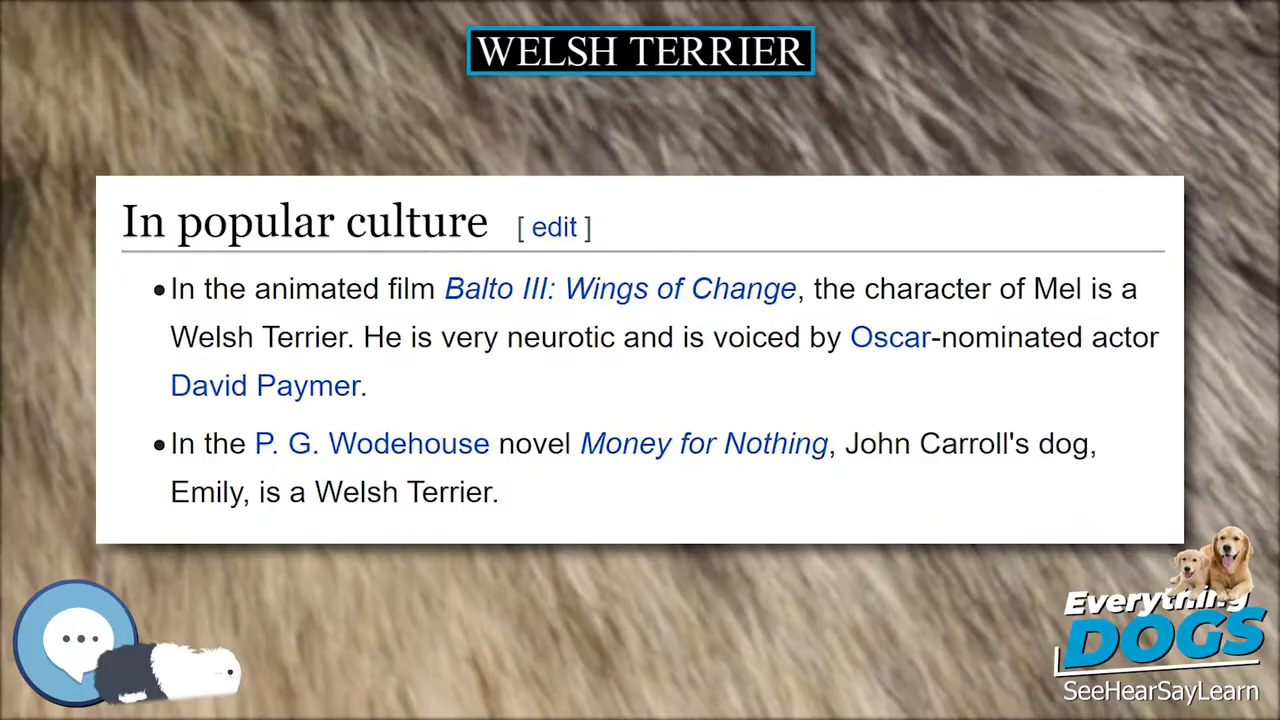 WELSH TERRIER
In popular culture [ edit ]
• In the animated film Balto III: Wings of Change, the character of Mel is a
Welsh Terrier. He is very neurotic and is voiced by Oscar-nominated actor
David Paymer.
• In the P. G. Wodehouse novel Money for Nothing, John Carroll's dog,
Emily, is a Welsh Terrier.
Everything
DOGS
SeeHearSayLearn